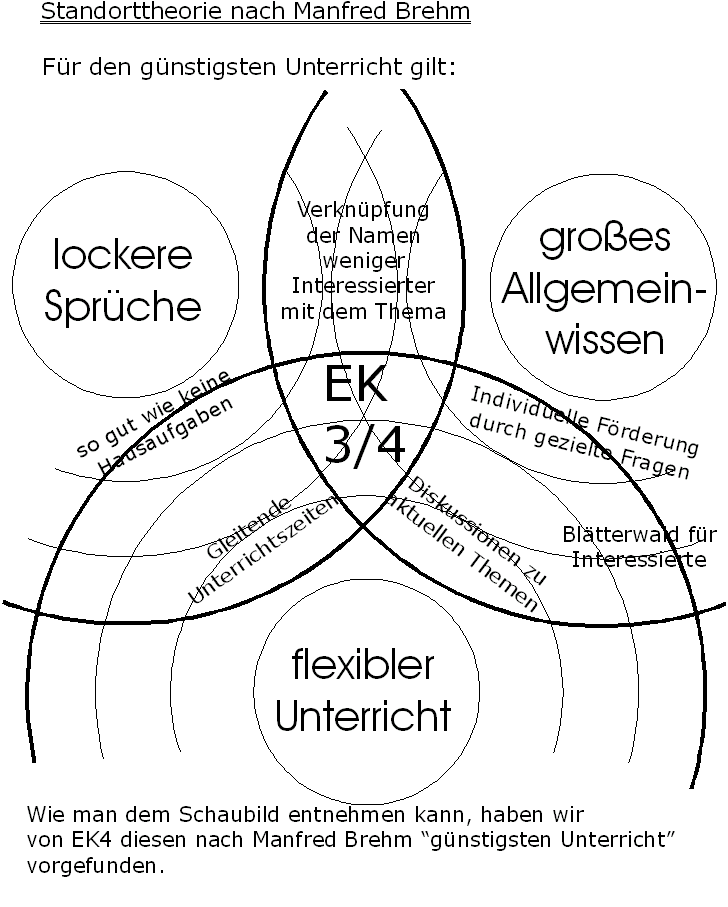 Standorttheorie nach Manfred Brehm
Für den günstigsten Unterricht gilt:
lockere
Sprüche
Verknüpfung
der Namen
weniger
Interessierter
mit dem Thema
großes
Allgemein-
wissen
so gut wie keine
Hausaufgaben
EK
3/4
Individuelle Förderung
durch gezielte Fragen
Gleitende
Unterrichtszeiten
Diskussionen zu
aktuellen Themen
Blätterwald für
Interessierte
flexibler
Unterricht
Wie man dem Schaubild entnehmen kann, haben wir
von EK4 diesen nach Manfred Brehm “günstigsten Unterricht”
vorgefunden.